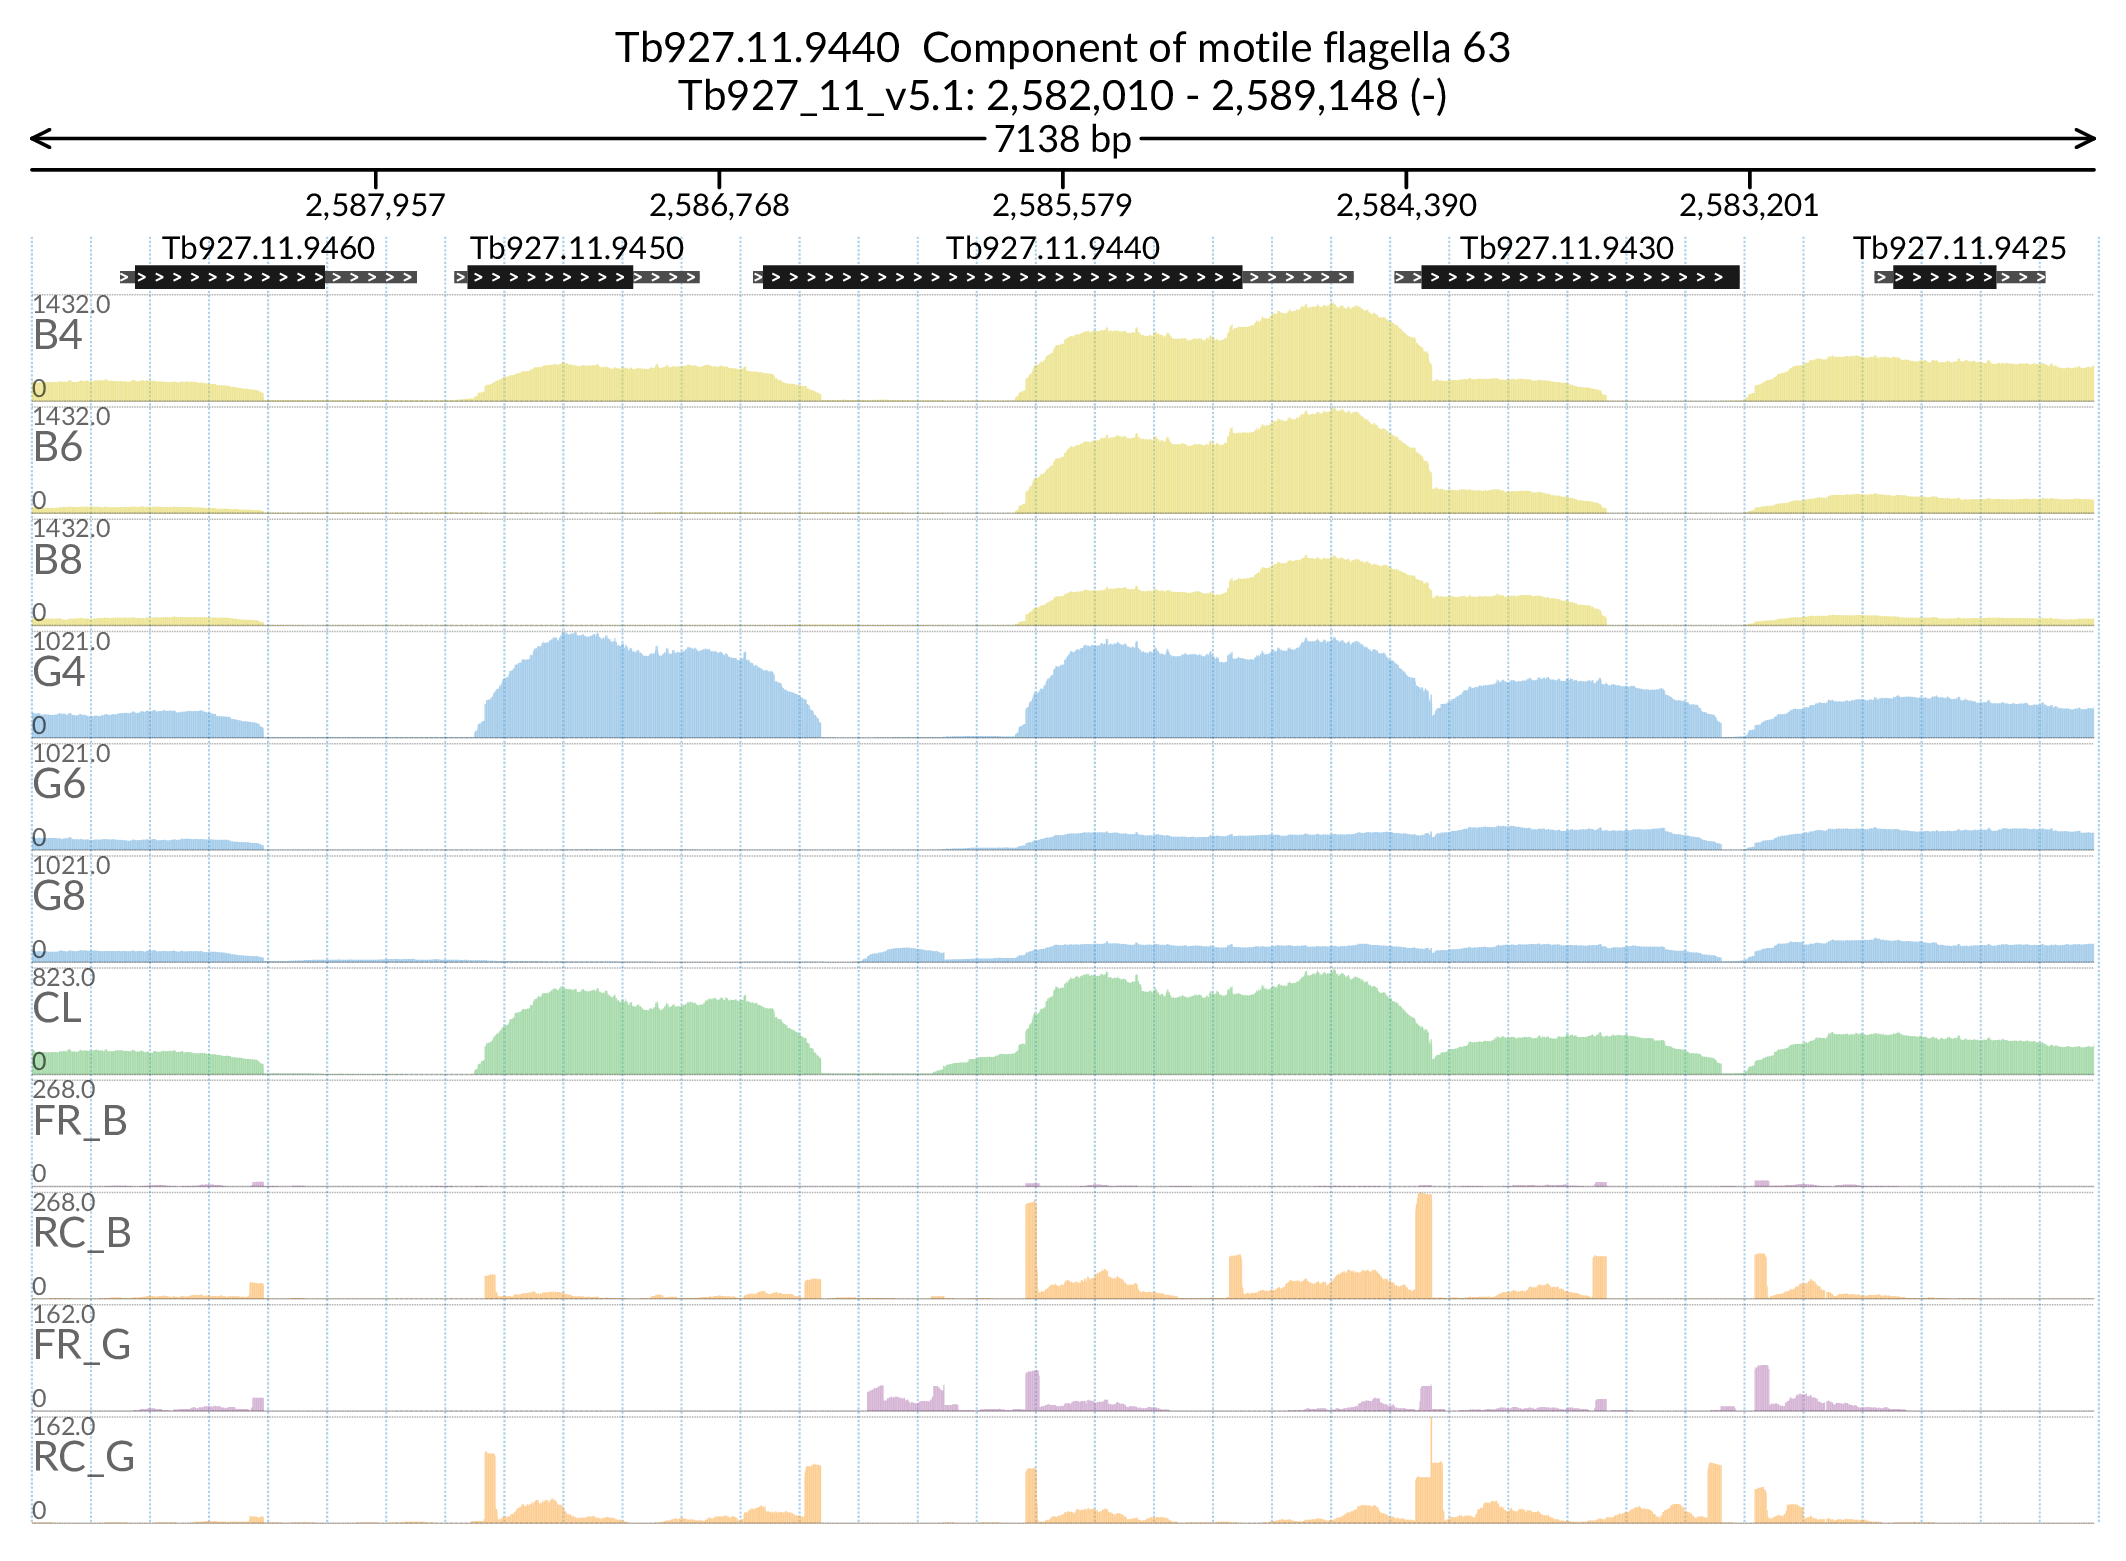 Tb927.11.9440 Component of motile flagella 63
Tb927_11_v5.1: 2,582,010 - 2,589,148 (-)
7138 bp
2,587,957 2,586,768 2,585,579 2,584,390 2,583,201
Tb927.11.9460 Tb927.11.9450 Tb927.11.9440 Tb927.11.9430 Tb927.11.9425
1432.0
B4
0
1432.0
B6
0
1432.0
B8
0
1021.0
G4
0
1021.0
G6
0
1021.0
G8
0
823.0
CL
0
268.0
FR_B
0
268.0
RC_B
0
162.0
FR_G
0
162.0
RC_G
0